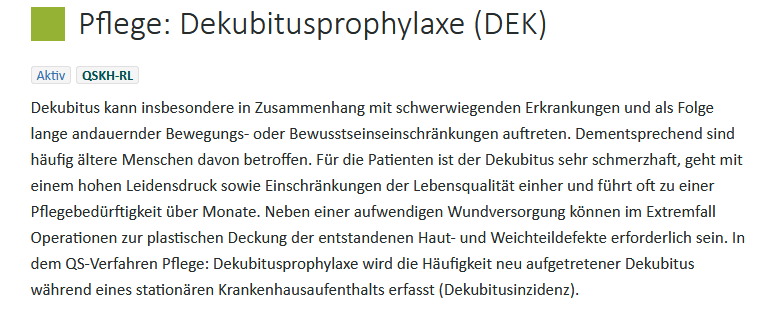 Pflege: Dekubitusprophylaxe (DEK)
Aktiv QSKH-RL
Dekubitus kann insbesondere in Zusammenhang mit schwerwiegenden Erkrankungen und als Folge
lange andauernder Bewegungs- oder Bewusstseinseinschränkungen auftreten. Dementsprechend sind
häufig ältere Menschen davon betroffen. Für die Patienten ist der Dekubitus sehr schmerzhaft, geht mit
einem hohen Leidensdruck sowie Einschränkungen der Lebensqualität einher und führt oft zu einer
Pflegebedürftigkeit über Monate. Neben einer aufwendigen Wundversorgung können im Extremfall
Operationen zur plastischen Deckung der entstandenen Haut- und Weichteildefekte erforderlich sein. In
dem QS-Verfahren Pflege: Dekubitusprophylaxe wird die Häufigkeit neu aufgetretener Dekubitus
während eines stationären Krankenhausaufenthalts erfasst (Dekubitusinzidenz).